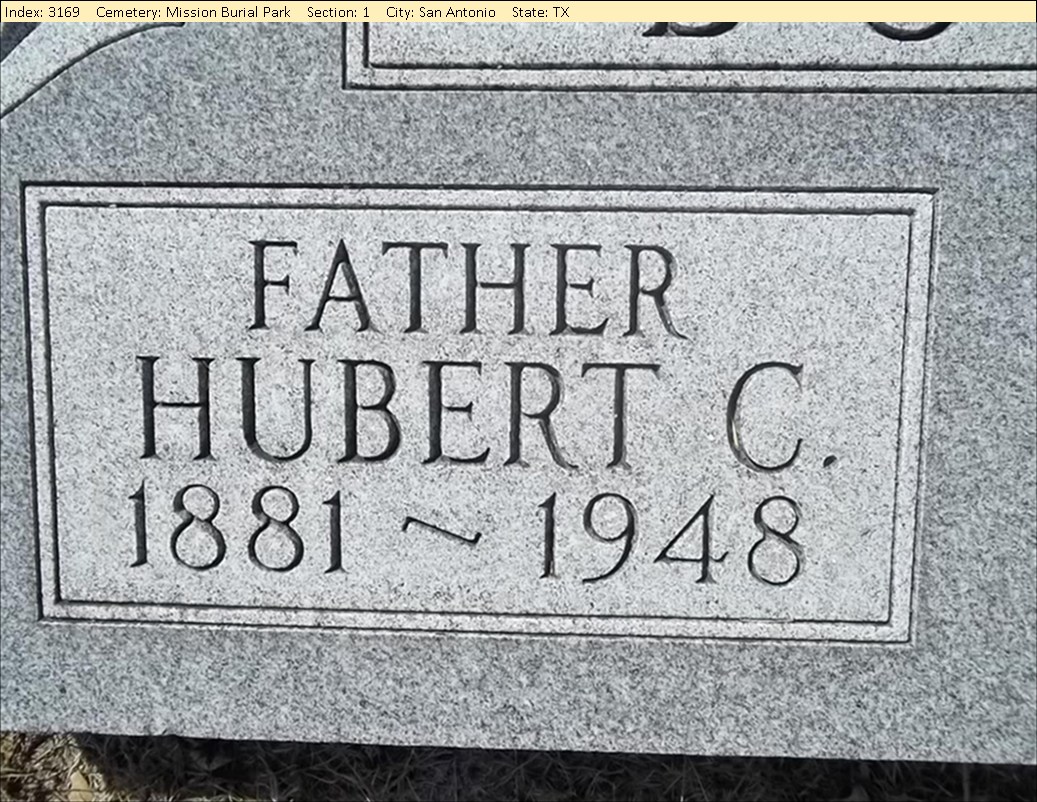 Index: 3169 Cemetery: Mission Burial Park Section: 1 City: San Antonio State: TX
FATHER
HUBERT C.
1881 ~ 1948